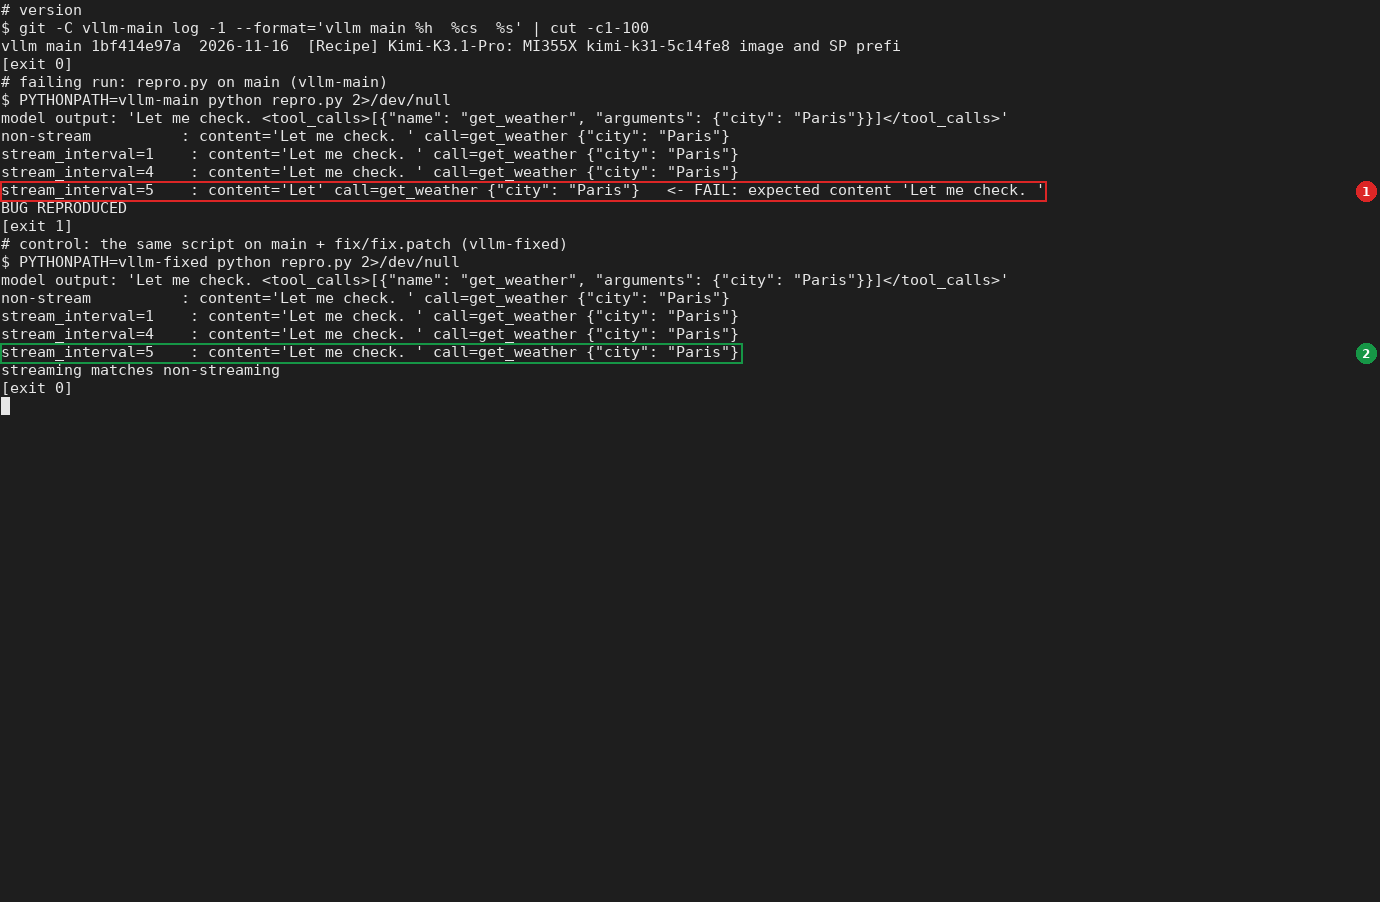 # version
$ git -C vllm-main log -1 --format='vllm main %h  %cs  %s' | cut -c1-100
vllm main 1bf414e97a  2026-11-16  [Recipe] Kimi-K3.1-Pro: MI355X kimi-k31-5c14fe8 image and SP prefi
[exit 0]
# failing run: repro.py on main (vllm-main)
$ PYTHONPATH=vllm-main python repro.py 2>/dev/null
model output: 'Let me check. <tool_calls>[{"name": "get_weather", "arguments": {"city": "Paris"}}]</tool_calls>'
non-stream          : content='Let me check. ' call=get_weather {"city": "Paris"}
stream_interval=1    : content='Let me check. ' call=get_weather {"city": "Paris"}
stream_interval=4    : content='Let me check. ' call=get_weather {"city": "Paris"}
stream_interval=5    : content='Let' call=get_weather {"city": "Paris"}   <- FAIL: expected content 'Let me check. '
1
BUG REPRODUCED
[exit 1]
# control: the same script on main + fix/fix.patch (vllm-fixed)
$ PYTHONPATH=vllm-fixed python repro.py 2>/dev/null
model output: 'Let me check. <tool_calls>[{"name": "get_weather", "arguments": {"city": "Paris"}}]</tool_calls>'
non-stream          : content='Let me check. ' call=get_weather {"city": "Paris"}
stream_interval=1    : content='Let me check. ' call=get_weather {"city": "Paris"}
stream_interval=4    : content='Let me check. ' call=get_weather {"city": "Paris"}
stream_interval=5    : content='Let me check. ' call=get_weather {"city": "Paris"}
2
streaming matches non-streaming
[exit 0]